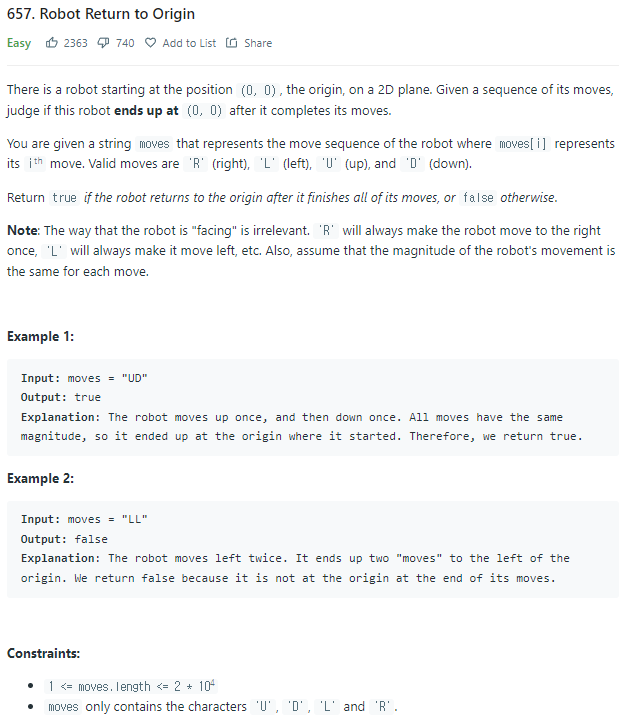 657. Robot Return to Origin
Easy 2363 740 Add to List Share
There is a robot starting at the position (0, 0), the origin, on a 2D plane. Given a sequence of its moves,
judge if this robot ends up at (0, 0) after it completes its moves.
You are given a string moves that represents the move sequence of the robot where moves[i] represents
its ith move. Valid moves are 'R' (right), 'L' (left), 'U' (up), and 'D' (down).
Return true if the robot returns to the origin after it finishes all of its moves, or false otherwise.
Note: The way that the robot is "facing" is irrelevant. 'R' will always make the robot move to the right
once, 'L' will always make it move left, etc. Also, assume that the magnitude of the robot's movement is
the same for each move.
Example 1:
Input: moves = "UD"
Output: true
Explanation: The robot moves up once, and then down once. All moves have the same
magnitude, so it ended up at the origin where it started. Therefore, we return true.
Example 2:
Input: moves = "LL"
Output: false
Explanation: The robot moves left twice. It ends up two "moves" to the left of the
origin. We return false because it is not at the origin at the end of its moves.
Constraints:
• 1 <= moves.length <= 2 * 10⁴
• moves only contains the characters 'U', 'D', 'L' and 'R'.